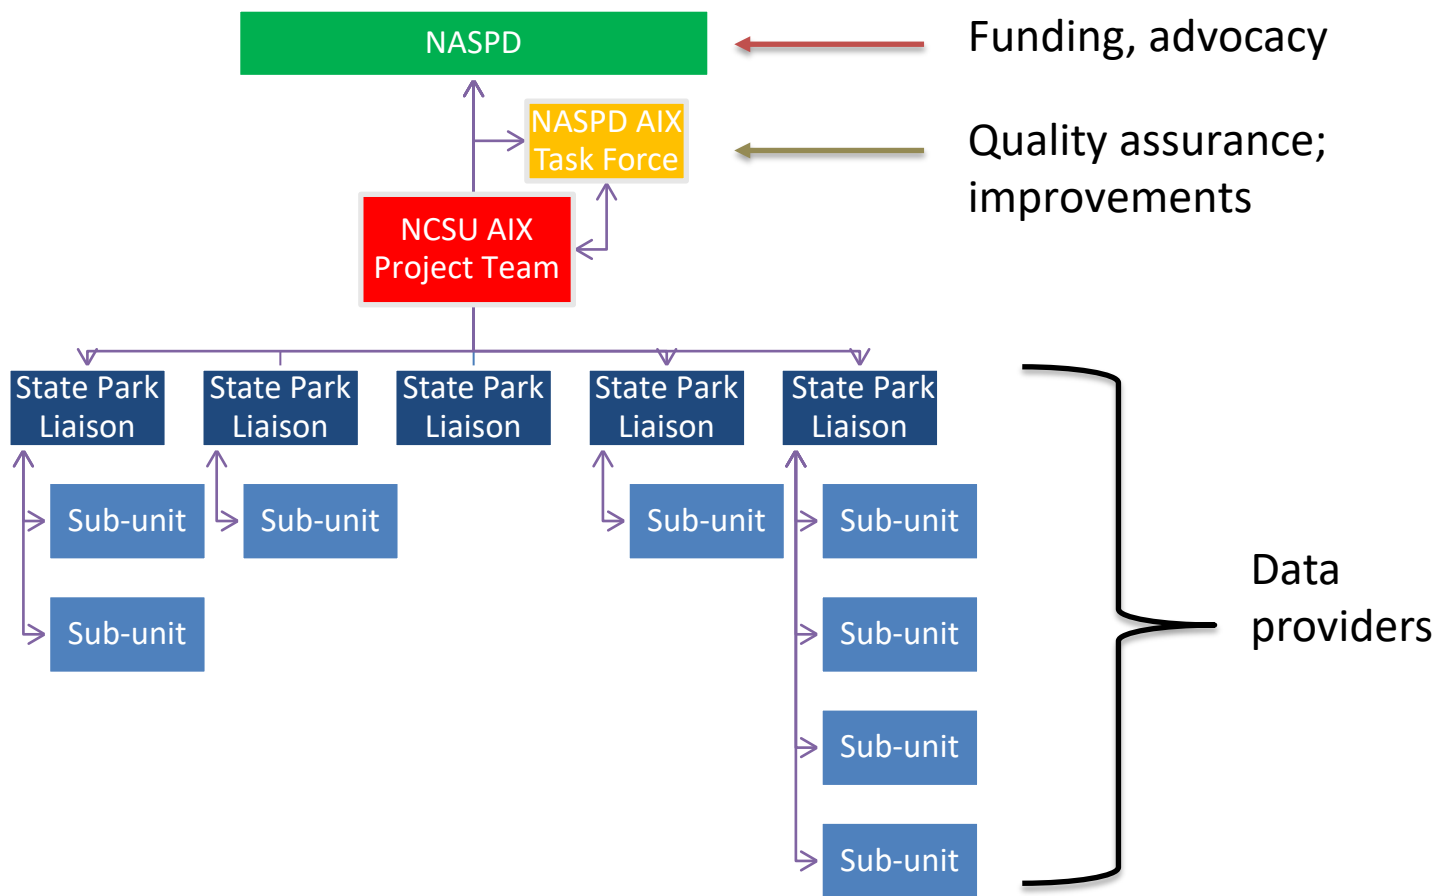 NASPD
Funding, advocacy
NASPD AIX
Task Force
Quality assurance;
improvements
NCSU AIX
Project Team
State Park
Liaison
State Park
Liaison
State Park
Liaison
State Park
Liaison
State Park
Liaison
Sub-unit
Sub-unit
Sub-unit
Sub-unit
Sub-unit
Sub-unit
Sub-unit
Sub-unit
Data
providers